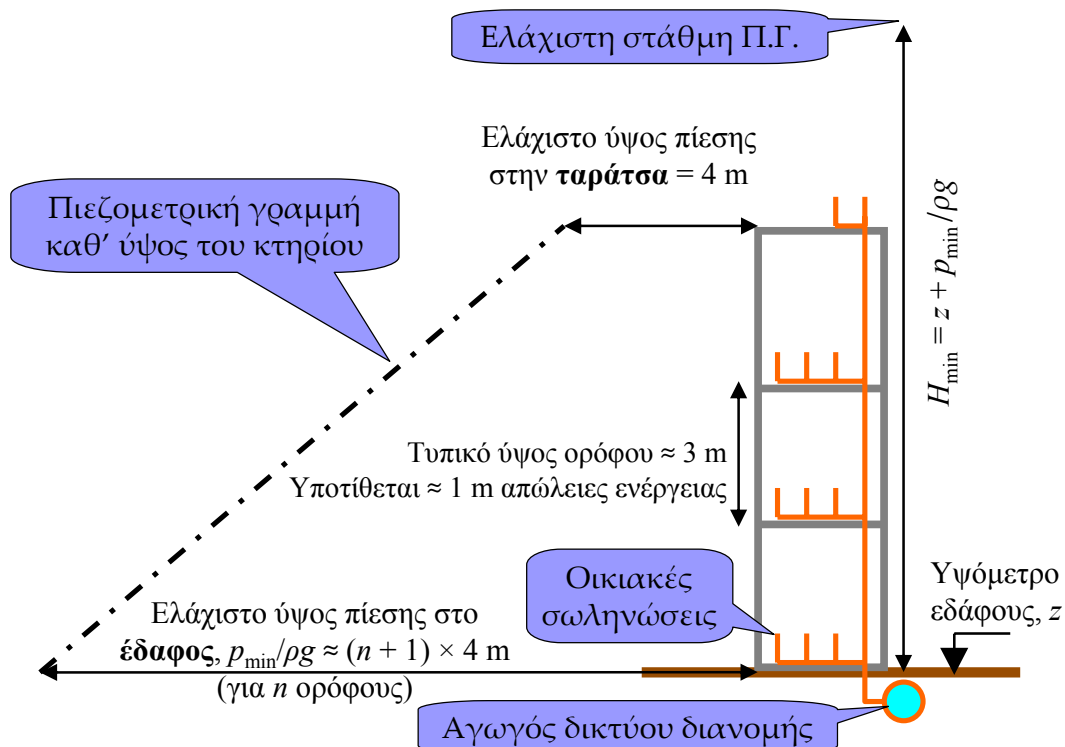 Ελάχιστη στάθμη Π.Γ.
Ελάχιστο ύψος πίεσης
στην ταράτσα = 4 m
Πιεζομετρική γραμμή
καθ’ ύψος του κτηρίου
H_min = z + p_min/ρg
Τυπικό ύψος ορόφου ≈ 3 m
Υποτίθεται ≈ 1 m απώλειες ενέργειας
Οικιακές
σωληνώσεις
Υψόμετρο
εδάφους, z
Ελάχιστο ύψος πίεσης στο
έδαφος, p_min/ρg ≈ (n + 1) × 4 m
(για n ορόφους)
Αγωγός δικτύου διανομής